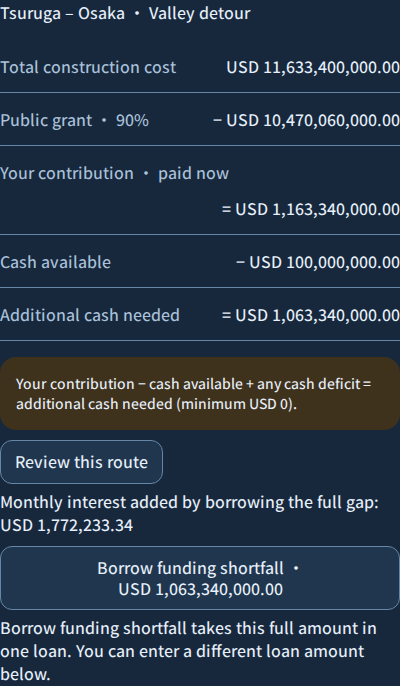 Tsuruga – Osaka • Valley detour
Total construction cost USD 11,633,400,000.00
Public grant • 90% − USD 10,470,060,000.00
Your contribution • paid now
= USD 1,163,340,000.00
Cash available − USD 100,000,000.00
Additional cash needed = USD 1,063,340,000.00
Your contribution − cash available + any cash deficit =
additional cash needed (minimum USD 0).
Review this route
Monthly interest added by borrowing the full gap:
USD 1,772,233.34
Borrow funding shortfall •
USD 1,063,340,000.00
Borrow funding shortfall takes this full amount in
one loan. You can enter a different loan amount
below.